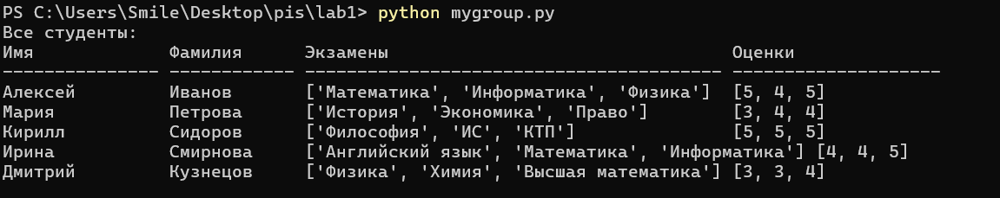 PS C:\Users\Smile\Desktop\pis\lab1> python mygroup.py
Все студенты:
Имя             Фамилия      Экзамены                                 Оценки
--------------- ------------ ---------------------------------------- --------------------
Алексей         Иванов       ['Математика', 'Информатика', 'Физика']  [5, 4, 5]
Мария           Петрова      ['История', 'Экономика', 'Право']        [3, 4, 4]
Кирилл          Сидоров      ['Философия', 'ИС', 'КТП']               [5, 5, 5]
Ирина           Смирнова     ['Английский язык', 'Математика', 'Информатика'] [4, 4, 5]
Дмитрий         Кузнецов     ['Физика', 'Химия', 'Высшая математика'] [3, 3, 4]